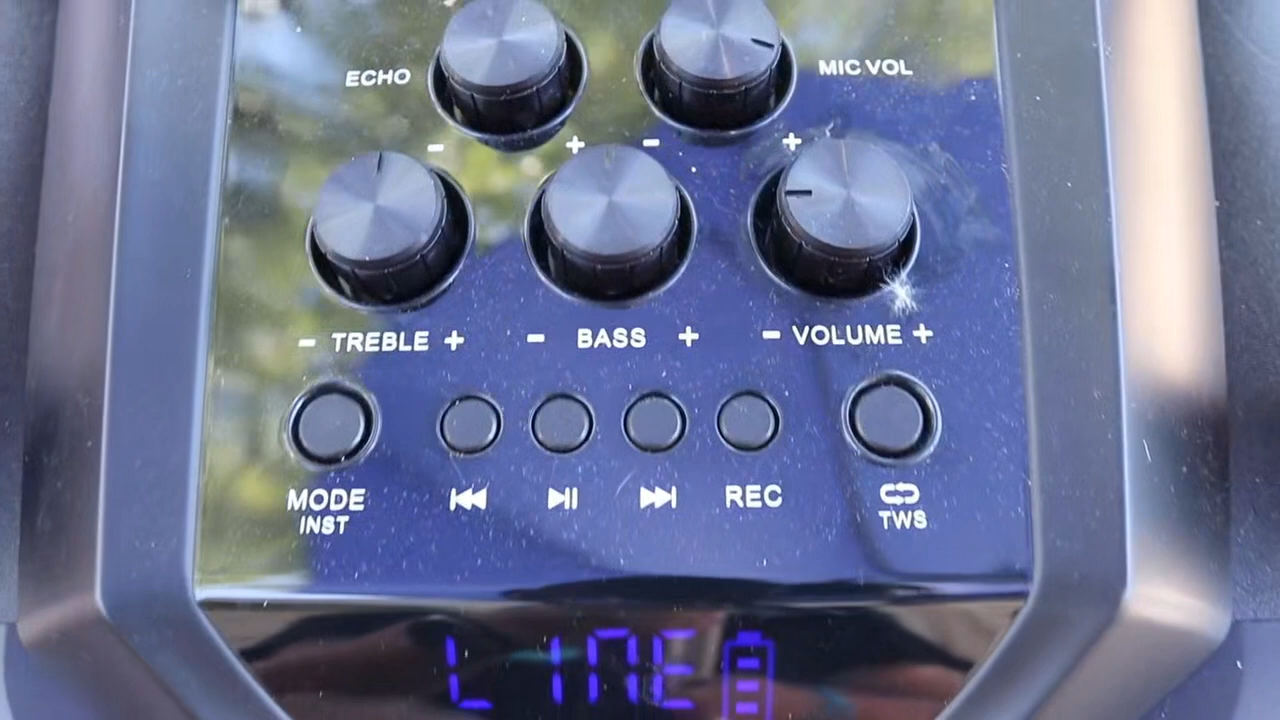 ECHO
MIC VOL
- + - +
- TREBLE + - BASS + - VOLUME +
MODE
INST
REC
TWS
LINE